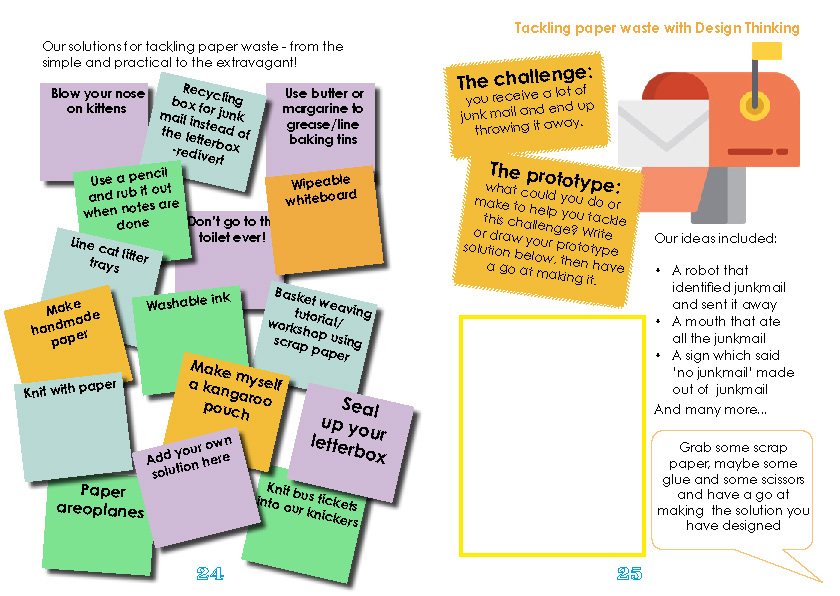 Our solutions for tackling paper waste - from the
simple and practical to the extravagant!
Blow your nose
on kittens
Recycling
box for junk
mail instead of
the letterbox
-redivert
Use butter or
margarine to
grease/line
baking tins
Use a pencil
and rub it out
when notes are
done
Don't go to th
toilet ever!
Wipeable
whiteboard
Line cat litter
trays
Make
handmade
paper
Washable ink
Basket weaving
tutorial/
workshop using
scrap paper
Knit with paper
Make myself
a kangaroo
pouch
Seal
up your
letterbox
Add your own
solution here
Paper
areoplanes
Knit bus tickets
into our knickers
24
Tackling paper waste with Design Thinking
The challenge:
you receive a lot of
junk mail and end up
throwing it away.
The prototype:
what could you do or
make to help you tackle
this challenge? Write
or draw your prototype
solution below, then have
a go at making it.
Our ideas included:
• A robot that
identified junkmail
and sent it away
• A mouth that ate
all the junkmail
• A sign which said
'no junkmail' made
out of junkmail
And many more...
Grab some scrap
paper, maybe some
glue and some scissors
and have a go at
making the solution you
have designed
25